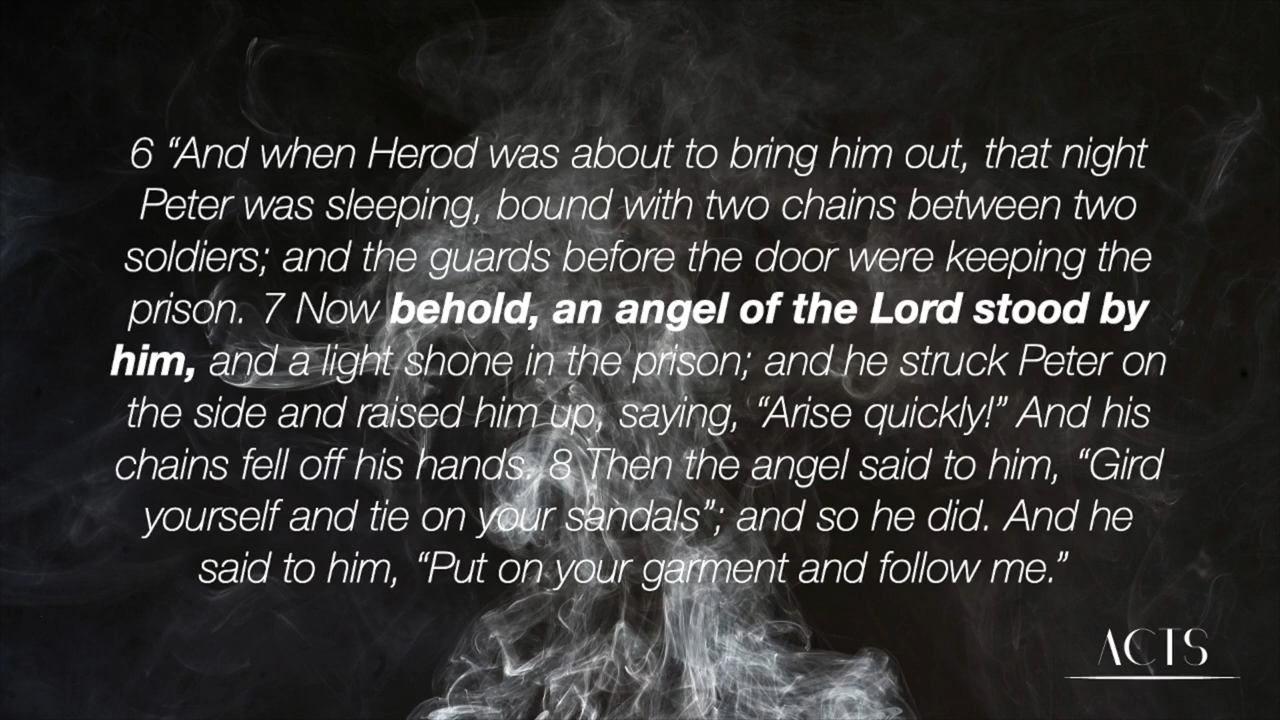 6 “And when Herod was about to bring him out, that night
Peter was sleeping, bound with two chains between two
soldiers; and the guards before the door were keeping the
prison. 7 Now behold, an angel of the Lord stood by
him, and a light shone in the prison; and he struck Peter on
the side and raised him up, saying, “Arise quickly!” And his
chains fell off his hands. 8 Then the angel said to him, “Gird
yourself and tie on your sandals”; and so he did. And he
said to him, “Put on your garment and follow me.”
ACTS